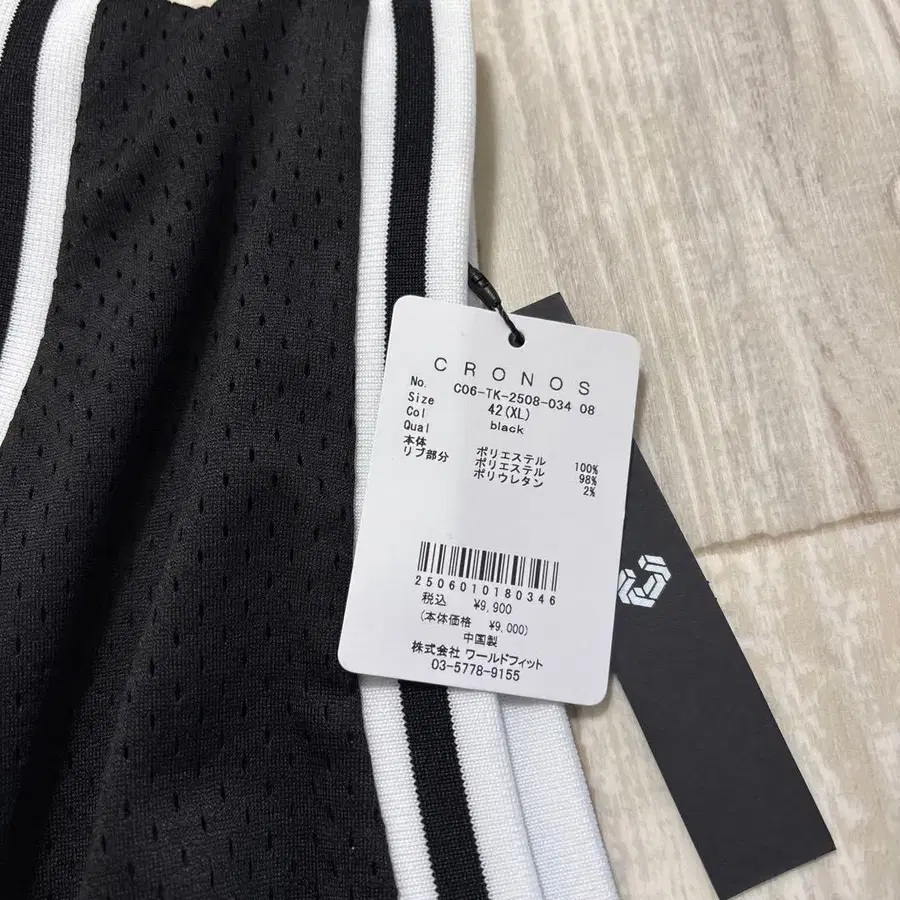 CRONOS
No. C06-TK-2508-034 08
Size 42(XL)
Col black
Qual
本体 ポリエステル 100%
リブ部分 ポリエステル 98%
ポリウレタン 2%
2506010180346
税込 ¥9,900
(本体価格 ¥9,000)
中国製
株式会社 ワールドフィット
03-5778-9155